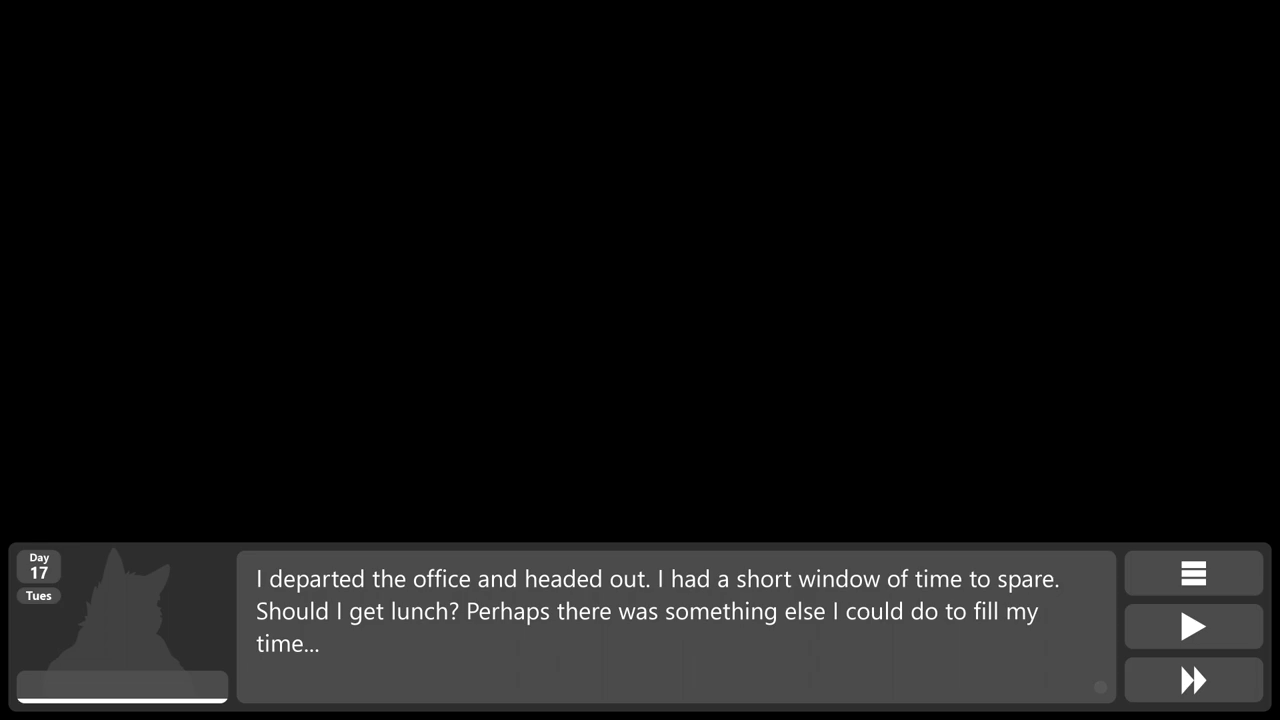 Day
17
Tues
I departed the office and headed out. I had a short window of time to spare.
Should I get lunch? Perhaps there was something else I could do to fill my
time...